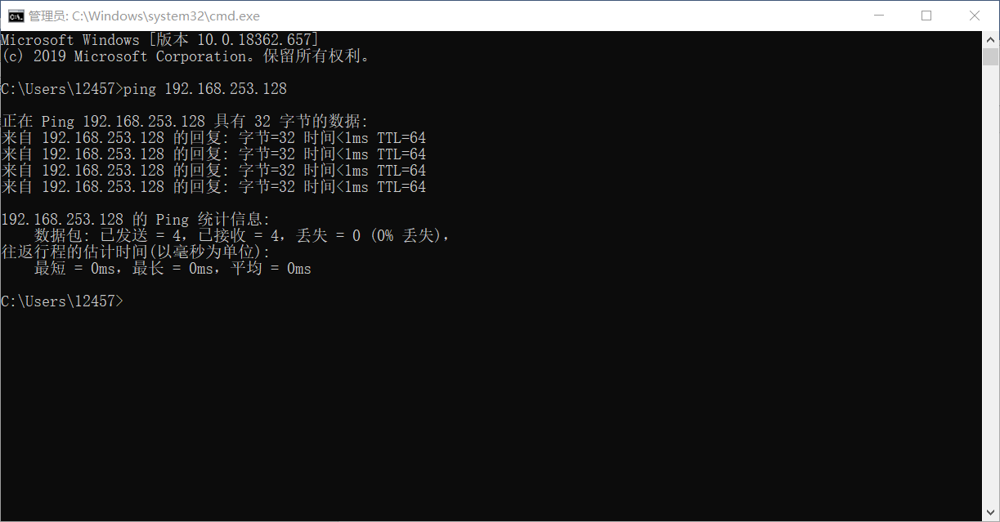 管理员: C:\Windows\system32\cmd.exe
Microsoft Windows [版本 10.0.18362.657]
(c) 2019 Microsoft Corporation。保留所有权利。
C:\Users\12457>ping 192.168.253.128
正在 Ping 192.168.253.128 具有 32 字节的数据:
来自 192.168.253.128 的回复: 字节=32 时间<1ms TTL=64
来自 192.168.253.128 的回复: 字节=32 时间<1ms TTL=64
来自 192.168.253.128 的回复: 字节=32 时间<1ms TTL=64
来自 192.168.253.128 的回复: 字节=32 时间<1ms TTL=64
192.168.253.128 的 Ping 统计信息:
数据包: 已发送 = 4，已接收 = 4，丢失 = 0 (0% 丢失)，
往返行程的估计时间(以毫秒为单位):
最短 = 0ms，最长 = 0ms，平均 = 0ms
C:\Users\12457>